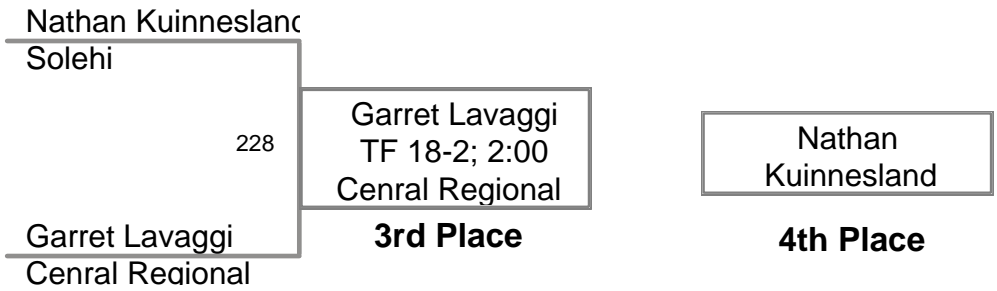 Nathan Kuinnesland
Solehi
228
Garret Lavaggi
TF 18-2; 2:00
Cenral Regional
3rd Place
Nathan
Kuinnesland
4th Place
Garret Lavaggi
Cenral Regional